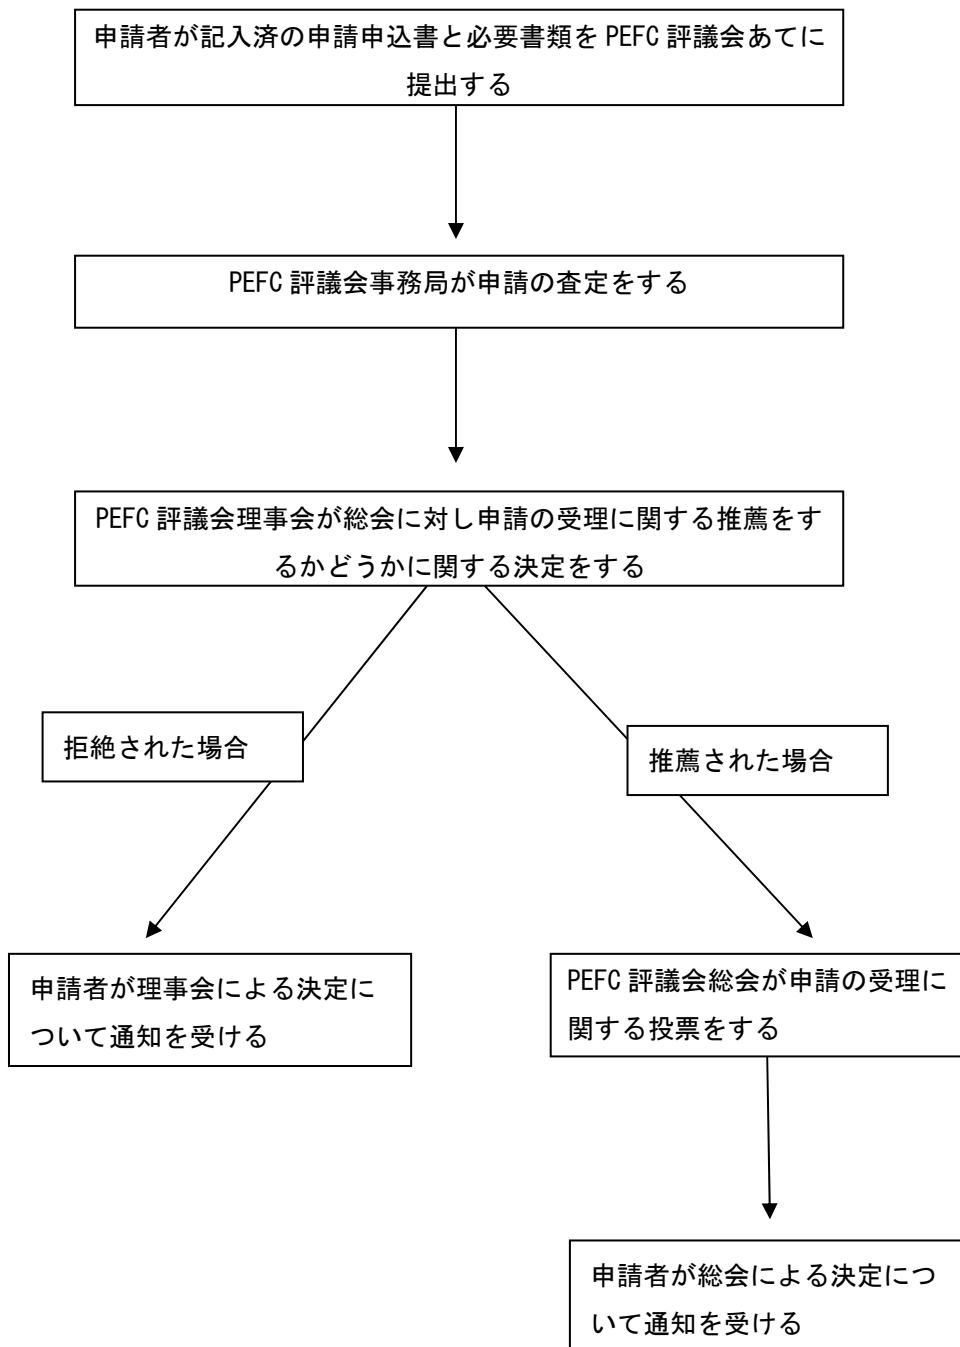 申請者が記入済の申請申込書と必要書類を PEFC 評議会あてに
提出する
PEFC 評議会事務局が申請の査定をする
PEFC 評議会理事会が総会に対し申請の受理に関する推薦をす
るかどうかに関する決定をする
拒絶された場合
推薦された場合
申請者が理事会による決定に
ついて通知を受ける
PEFC 評議会総会が申請の受理に
関する投票をする
申請者が総会による決定につ
いて通知を受ける